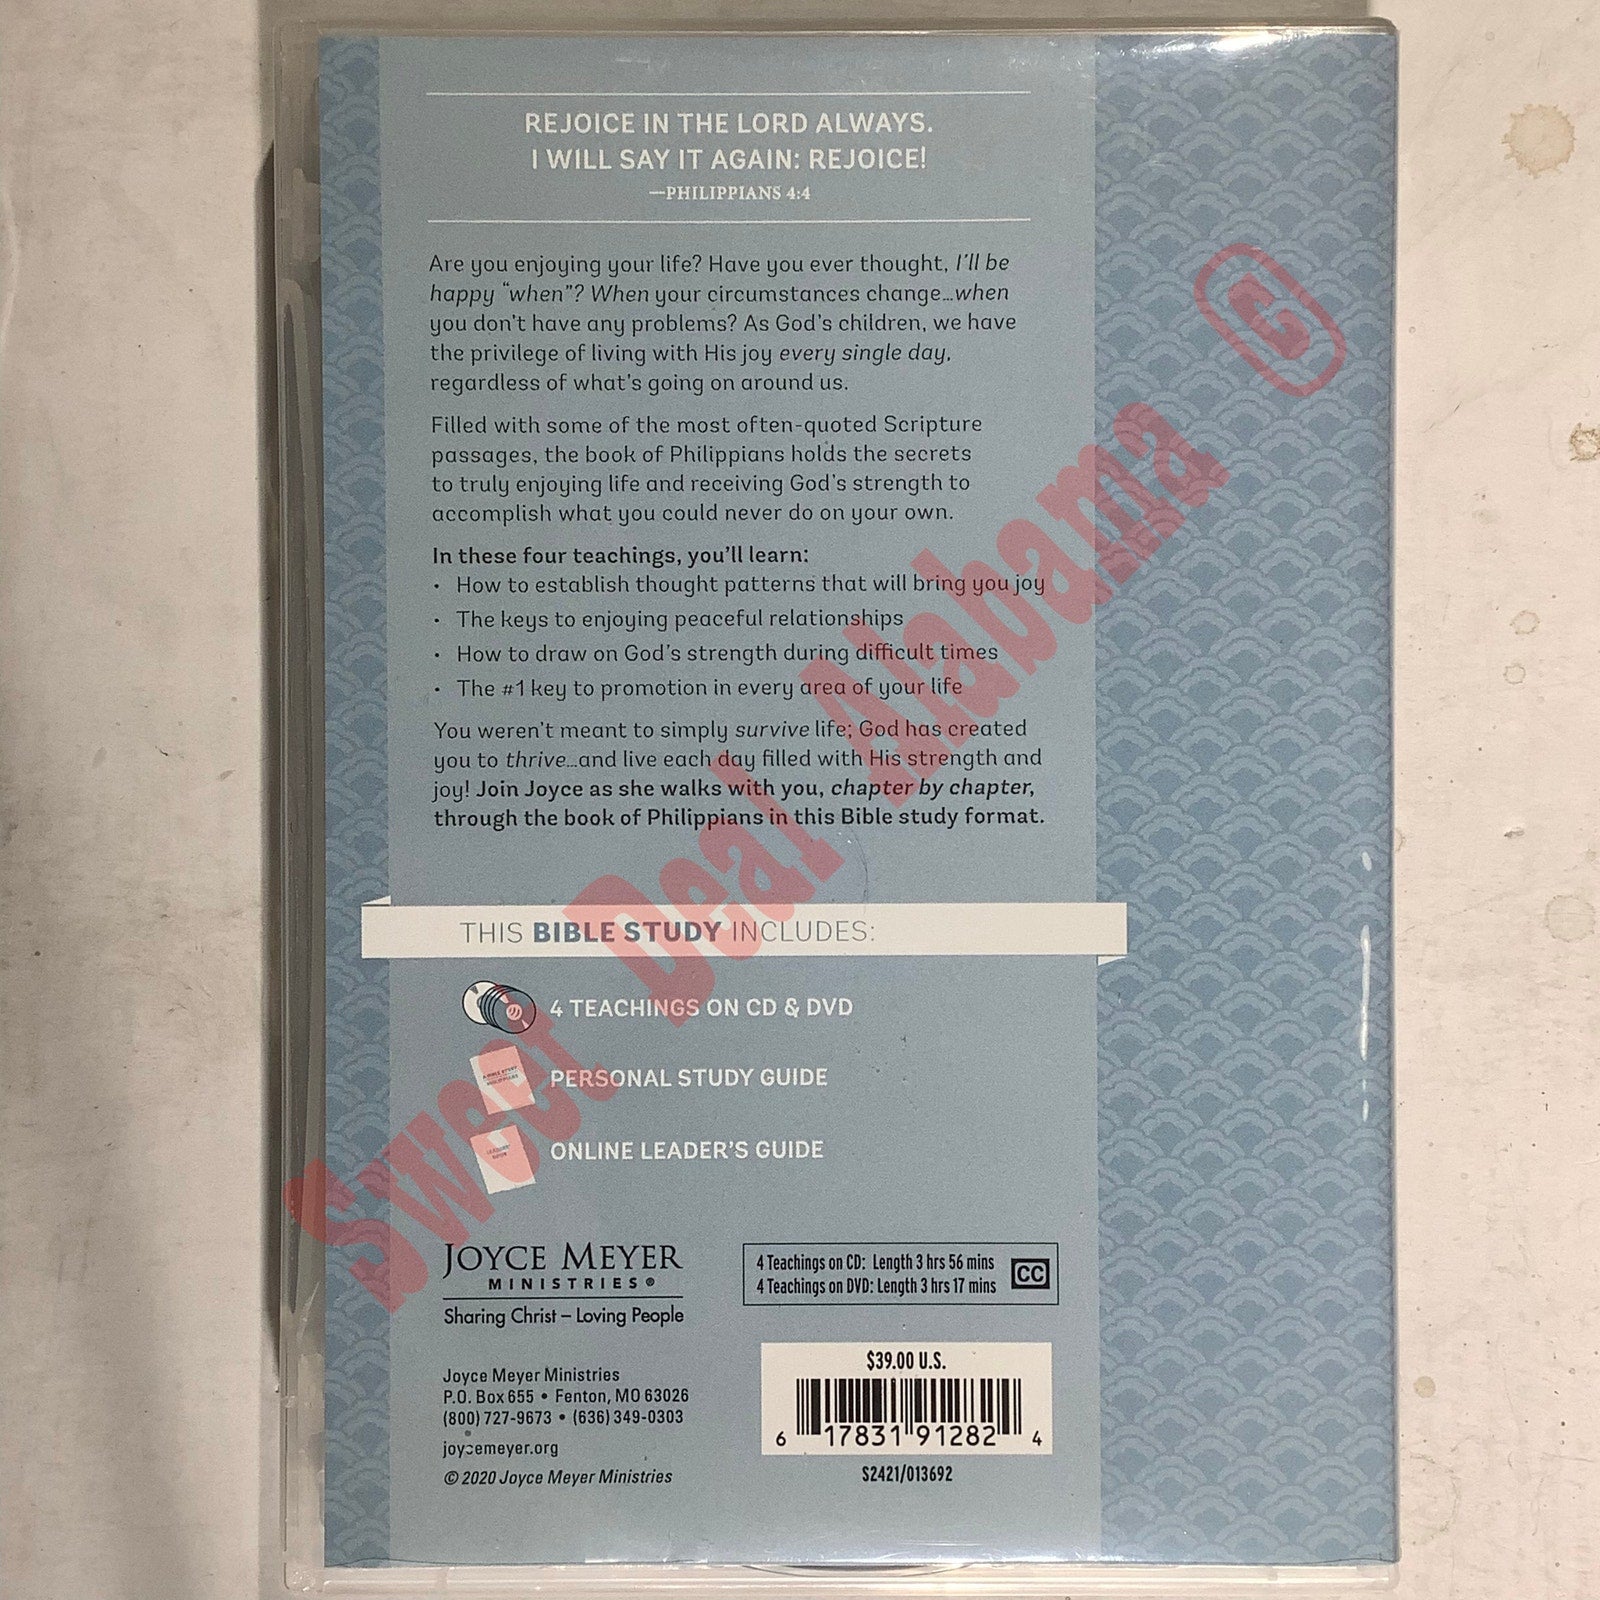 REJOICE IN THE LORD ALWAYS.
I WILL SAY IT AGAIN: REJOICE!
—PHILIPPIANS 4:4
Are you enjoying your life? Have you ever thought, I'll be
happy "when"? When your circumstances change...when
you don't have any problems? As God's children, we have
the privilege of living with His joy every single day,
regardless of what's going on around us.
Filled with some of the most often-quoted Scripture
passages, the book of Philippians holds the secrets
to truly enjoying life and receiving God's strength to
accomplish what you could never do on your own.
In these four teachings, you'll learn:
• How to establish thought patterns that will bring you joy
• The keys to enjoying peaceful relationships
• How to draw on God's strength during difficult times
• The #1 key to promotion in every area of your life
You weren't meant to simply survive life; God has created
you to thrive...and live each day filled with His strength and
joy! Join Joyce as she walks with you, chapter by chapter,
through the book of Philippians in this Bible study format.
THIS BIBLE STUDY INCLUDES:
4 TEACHINGS ON CD & DVD
A BIBLE STUDY
PHILIPPIANS
PERSONAL STUDY GUIDE
LEADERS'
GUIDE
ONLINE LEADER'S GUIDE
JOYCE MEYER
MINISTRIES®
Sharing Christ – Loving People
4 Teachings on CD: Length 3 hrs 56 mins
4 Teachings on DVD: Length 3 hrs 17 mins
CC
Joyce Meyer Ministries
P.O. Box 655 • Fenton, MO 63026
(800) 727-9673 • (636) 349-0303
joycemeyer.org
© 2020 Joyce Meyer Ministries
$39.00 U.S.
6 17831 91282 4
S2421/013692
Sweet Deal Alabama ©